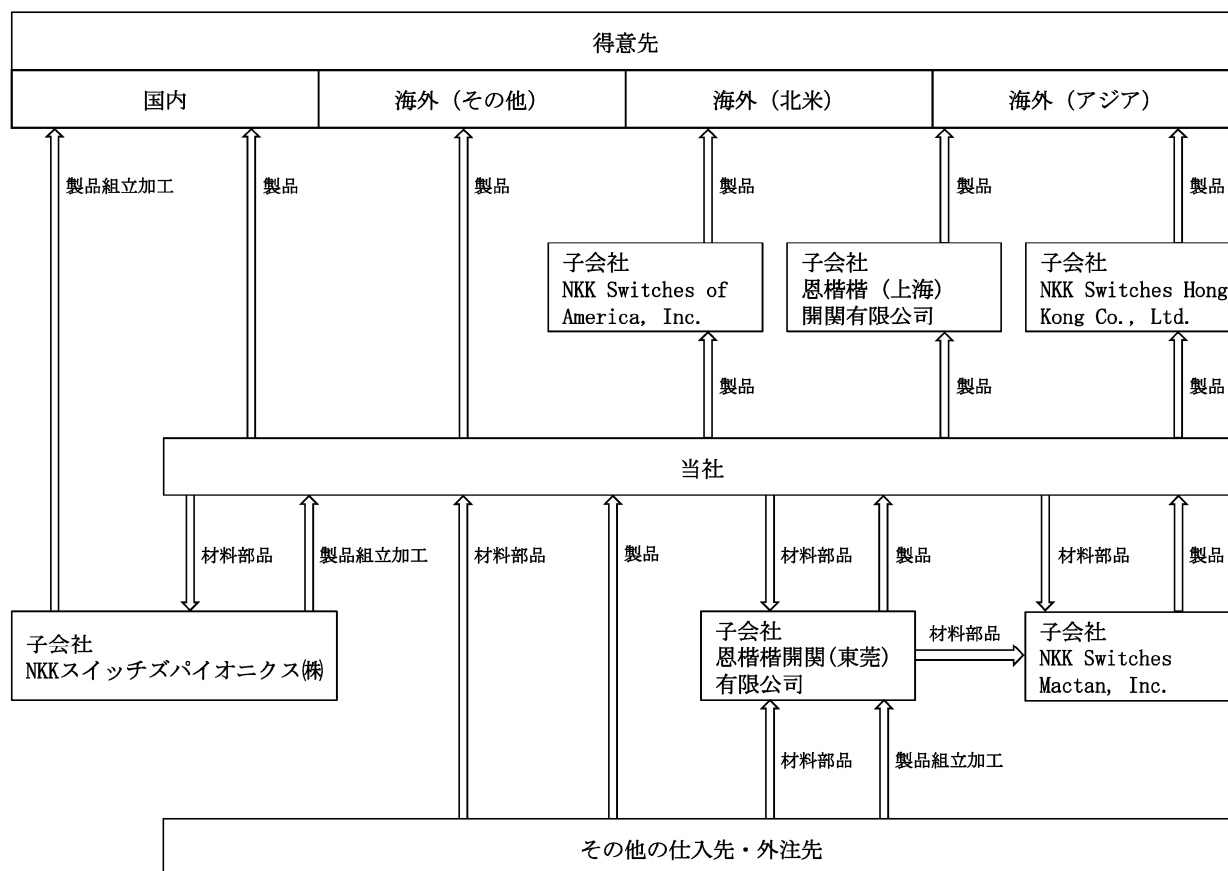 得意先
国内
海外（その他）
海外（北米）
海外（アジア）
製品組立加工
製品
製品
製品
製品
製品
子会社
NKK Switches of
America, Inc.
子会社
恩楷楷（上海）
開関有限公司
子会社
NKK Switches Hong
Kong Co., Ltd.
製品
製品
製品
当社
材料部品
製品組立加工
材料部品
製品
材料部品
製品
材料部品
製品
子会社
NKKスイッチズパイオニクス㈱
子会社
恩楷楷開関(東莞)
有限公司
材料部品
子会社
NKK Switches
Mactan, Inc.
材料部品
製品組立加工
その他の仕入先・外注先